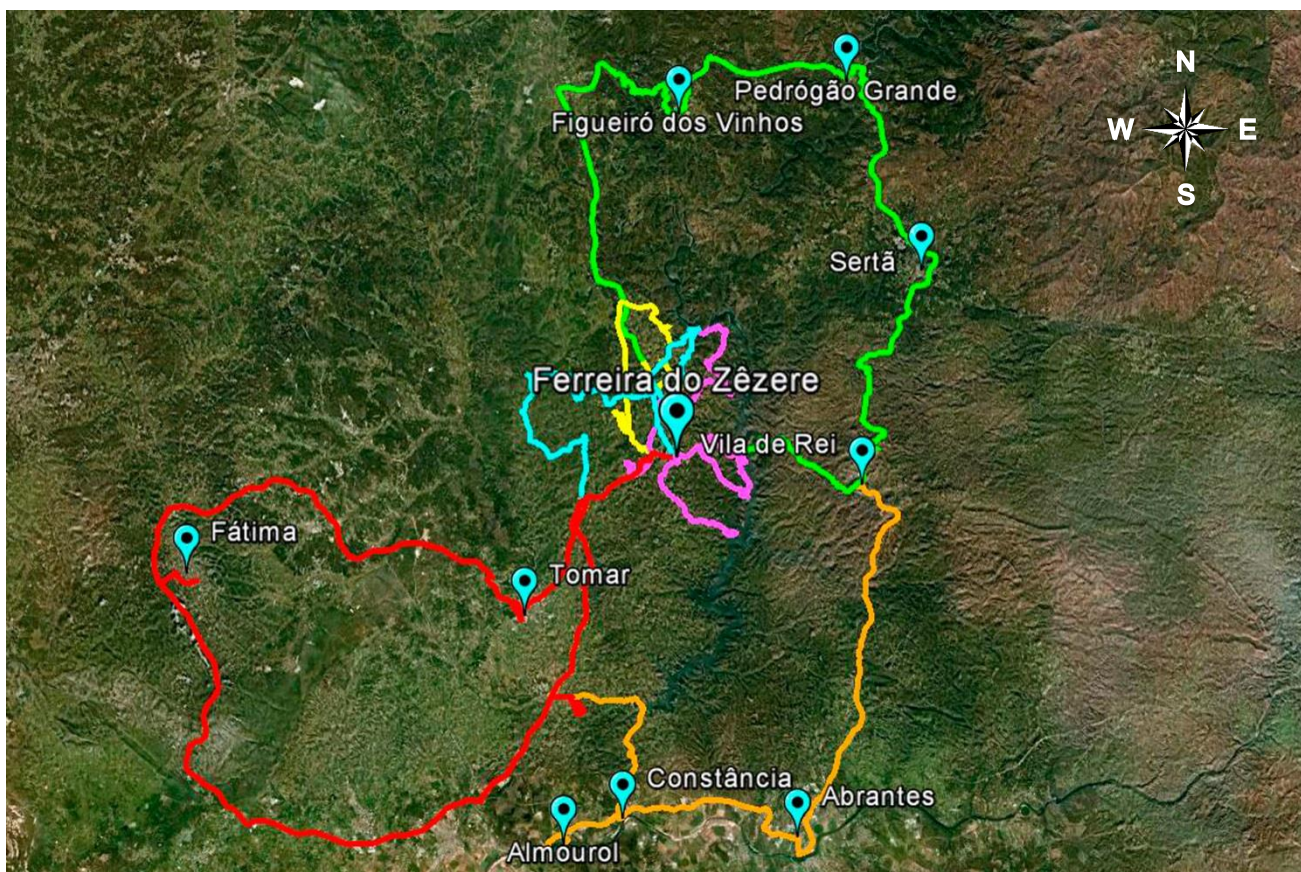 N
Pedrógão Grande
Figueiró dos Vinhos
W
E
S
Sertã
Ferreira do Zêzere
Vila de Rei
Fátima
Tomar
Constância
Abrantes
Almourol